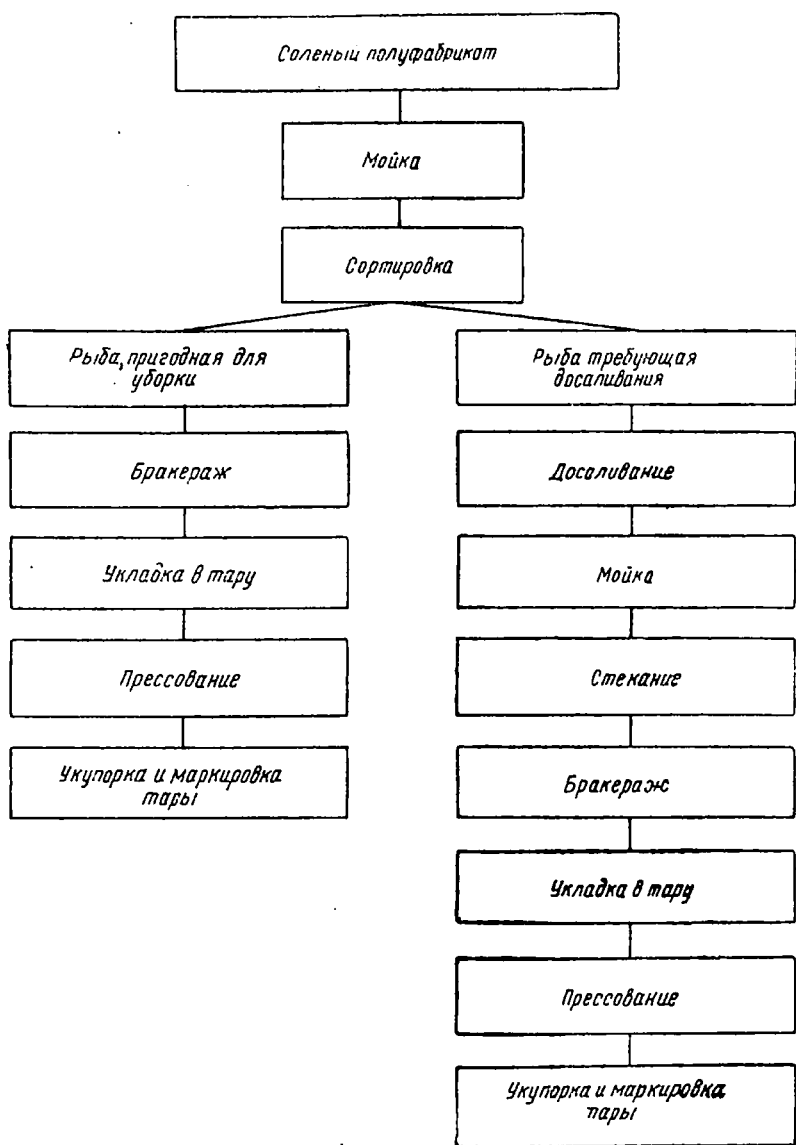 Соленый полуфабрикат
Мойка
Сортировка
Рыба, пригодная для
уборки
Бракераж
Укладка в тару
Прессование
Укупорка и маркировка
тары
Рыба требующая
досаливания
Досаливание
Мойка
Стекание
Бракераж
Укладка в тару
Прессование
Укупорка и маркировка
тары